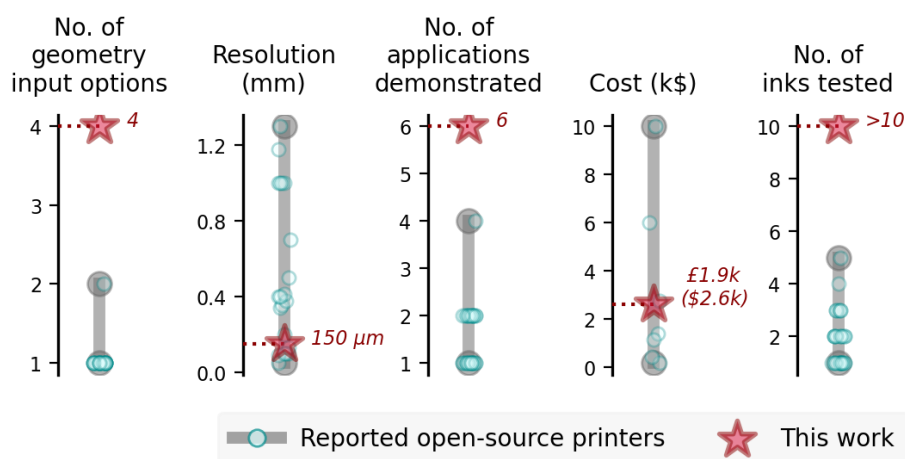 No. of
geometry
input options
4
3
2
1
4
Resolution
(mm)
1.2
0.8
0.4
0.0
150 μm
No. of
applications
demonstrated
6
5
4
3
2
1
6
Cost (k$)
10
8
6
4
2
0
£1.9k
($2.6k)
No. of
inks tested
10
8
6
4
2
>10
Reported open-source printers
This work